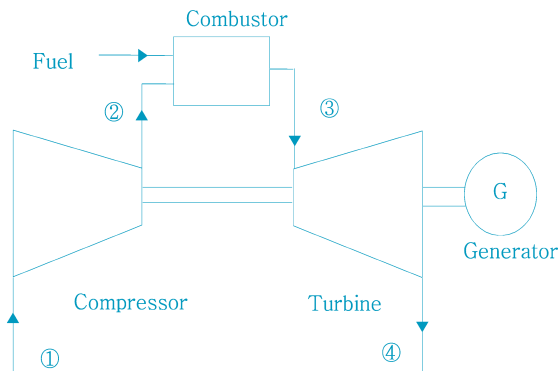 Combustor
Fuel
②
③
G
Generator
Compressor
Turbine
①
④